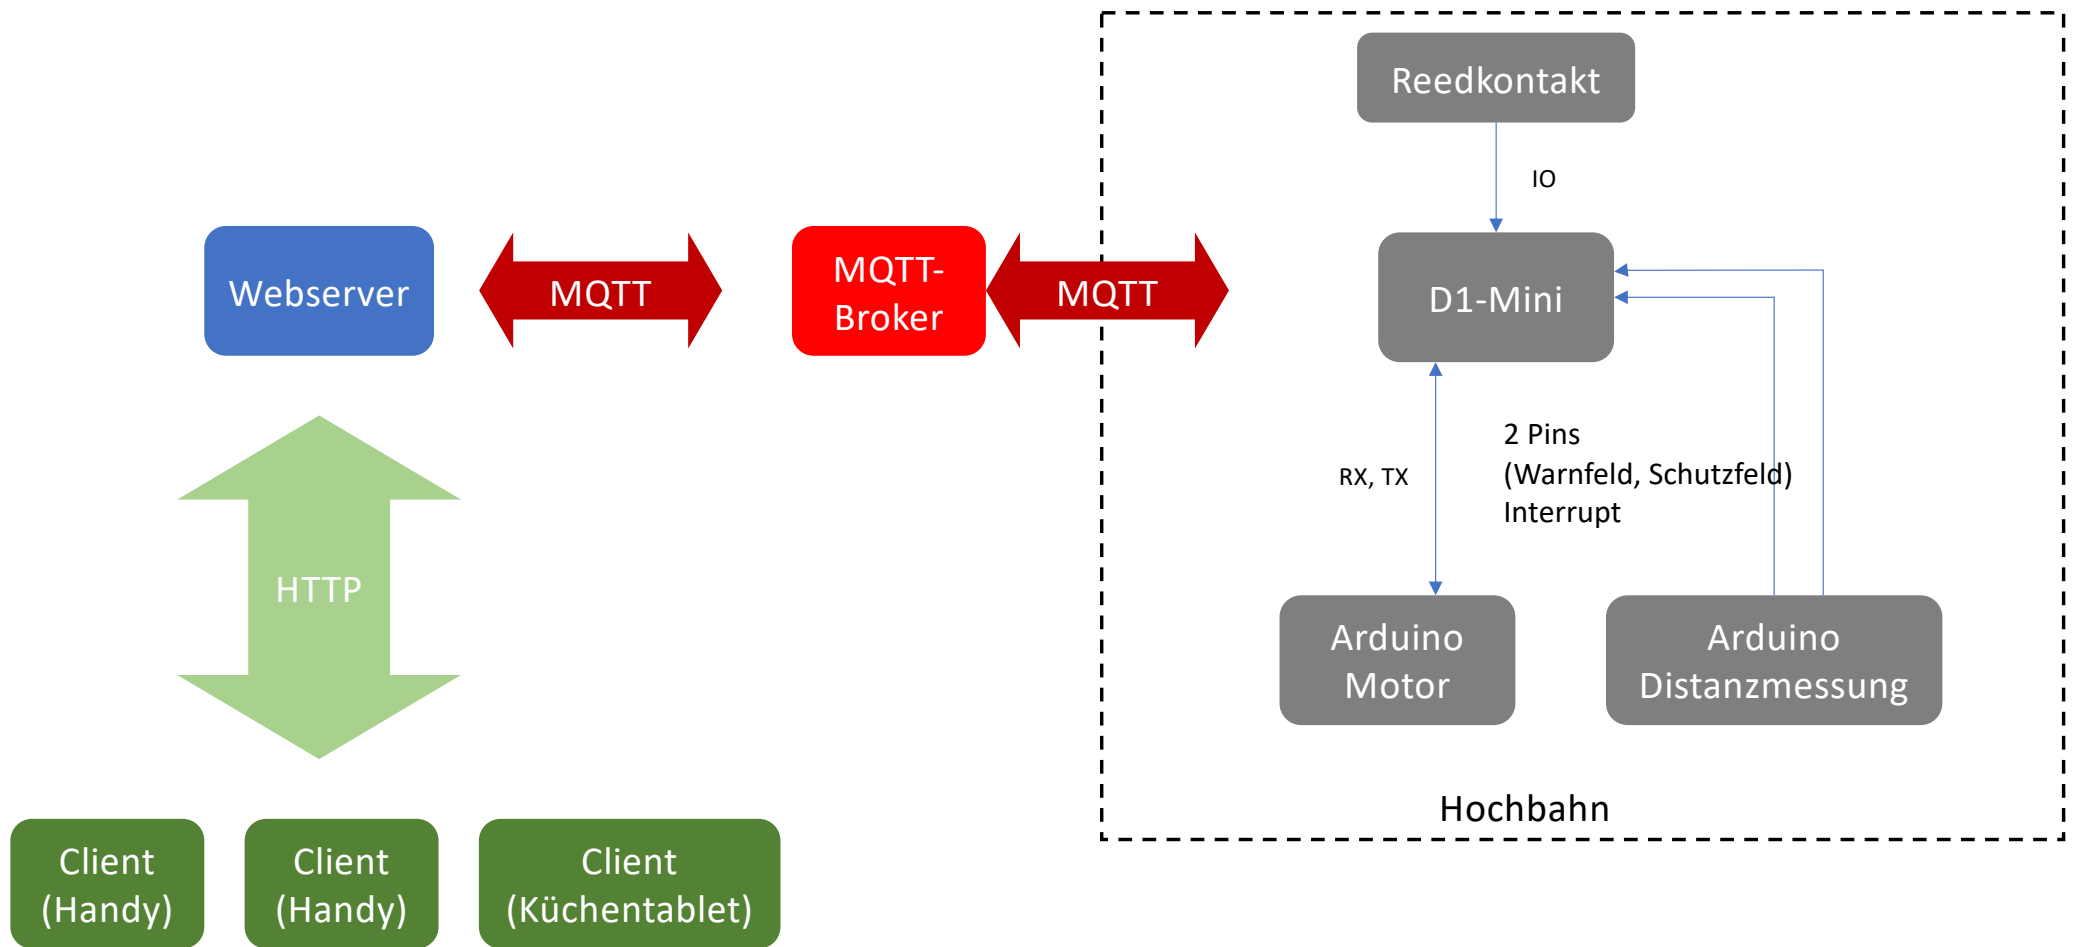 Reedkontakt
IO
Webserver
MQTT
MQTT-
Broker
MQTT
D1-Mini
2 Pins
(Warnfeld, Schutzfeld)
Interrupt
RX, TX
HTTP
Arduino
Motor
Arduino
Distanzmessung
Hochbahn
Client
(Handy)
Client
(Handy)
Client
(Küchentablet)